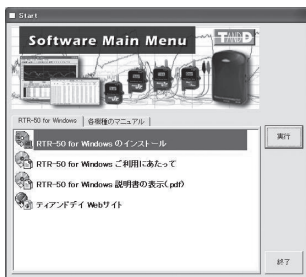 Start
Software Main Menu
T AND D
RTR-50 for Windows
各機種のマニュアル
RTR-50 for Windows のインストール
RTR-50 for Windows ご利用にあたって
RTR-50 for Windows 説明書の表示(.pdf)
ティアンドデイ Webサイト
実行
終了